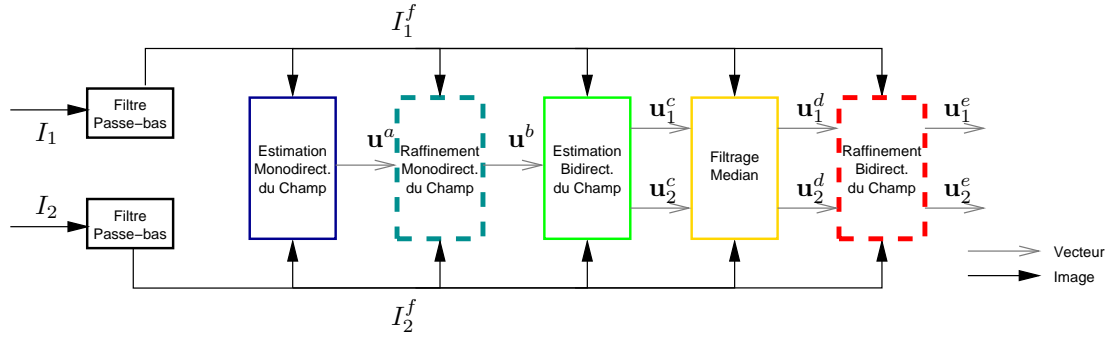 I_1^f
Filtre
Passe-bas
I_1
Estimation
Monodirect.
du Champ
u^a
Raffinement
Monodirect.
du Champ
u^b
Estimation
Bidirect.
du Champ
u_1^c
u_2^c
Filtrage
Median
u_1^d
u_2^d
Raffinement
Bidirect.
du Champ
u_1^e
u_2^e
I_2
Filtre
Passe-bas
I_2^f
Vecteur
Image